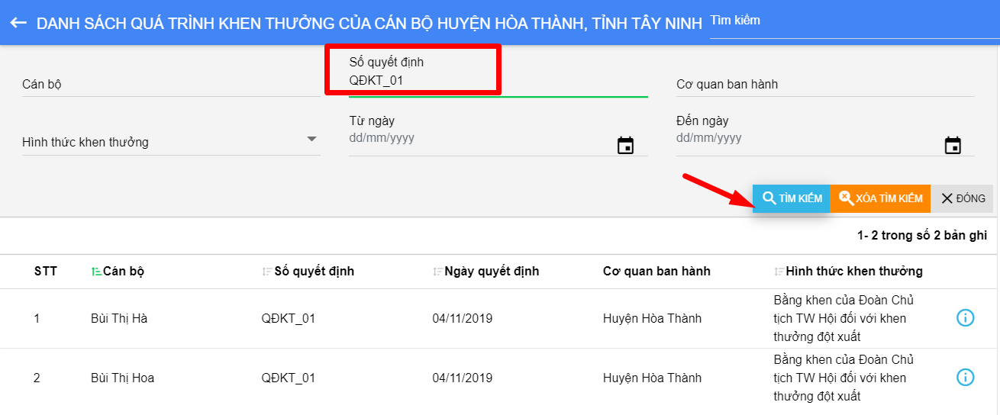 DANH SÁCH QUÁ TRÌNH KHEN THƯỞNG CỦA CÁN BỘ HUYỆN HÒA THÀNH, TỈNH TÂY NINH
Tìm kiếm
Cán bộ
Số quyết định
QĐKT_01
Cơ quan ban hành
Hình thức khen thưởng
Từ ngày
dd/mm/yyyy
Đến ngày
dd/mm/yyyy
TÌM KIẾM
XÓA TÌM KIẾM
ĐÓNG
1- 2 trong số 2 bản ghi
STT Cán bộ Số quyết định Ngày quyết định Cơ quan ban hành Hình thức khen thưởng
1 Bùi Thị Hà QĐKT_01 04/11/2019 Huyện Hòa Thành Bằng khen của Đoàn Chủ
tịch TW Hội đối với khen
thưởng đột xuất
2 Bùi Thị Hoa QĐKT_01 04/11/2019 Huyện Hòa Thành Bằng khen của Đoàn Chủ
tịch TW Hội đối với khen
thưởng đột xuất